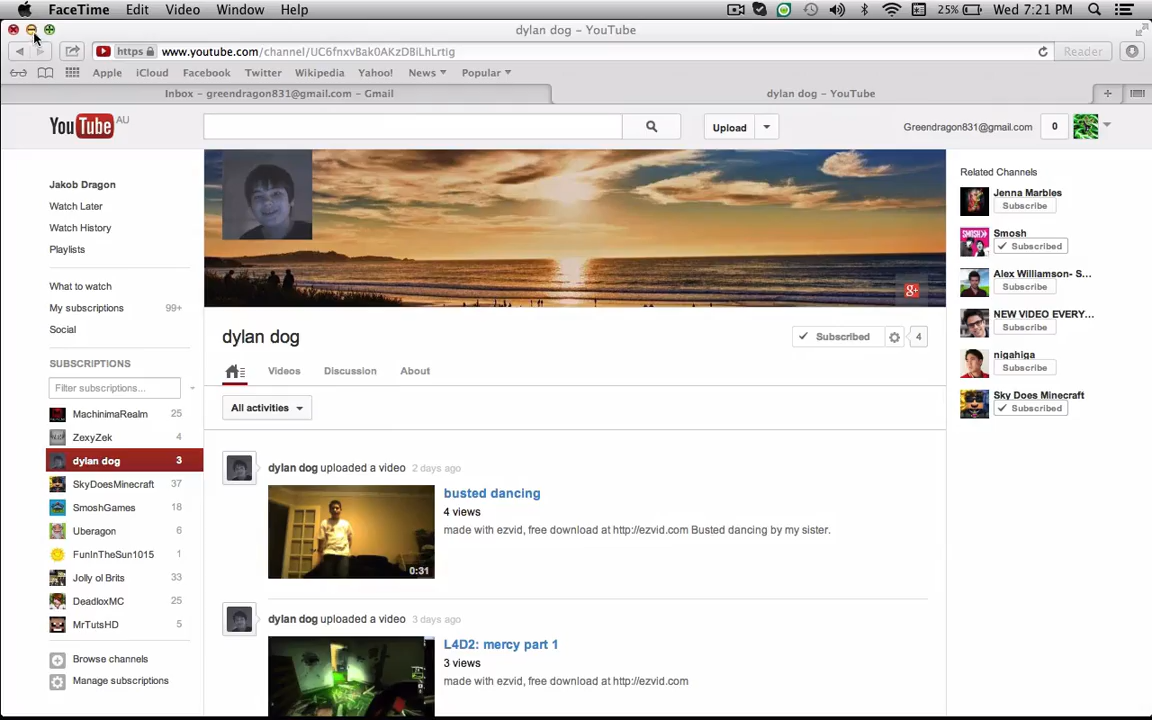 FaceTime Edit Video Window Help 25% Wed 7:21 PM
dylan dog – YouTube
https www.youtube.com/channel/UC6fnxvBak0AKzDBiLhLrtig Reader
Apple iCloud Facebook Twitter Wikipedia Yahoo! News Popular
Inbox – greendragon831@gmail.com – Gmail dylan dog – YouTube
YouTube AU Upload Greendragon831@gmail.com 0
Jakob Dragon
Watch Later
Watch History
Playlists
What to watch
My subscriptions 99+
Social
SUBSCRIPTIONS
Filter subscriptions...
MachinimaRealm 25
ZexyZek 4
dylan dog 3
SkyDoesMinecraft 37
SmoshGames 18
Uberagon 6
FunInTheSun1015 1
Jolly ol Brits 33
DeadloxMC 25
MrTutsHD 5
Browse channels
Manage subscriptions
dylan dog
Subscribed 4
Videos Discussion About
All activities
dylan dog uploaded a video 2 days ago
busted dancing
4 views
made with ezvid, free download at http://ezvid.com Busted dancing by my sister.
0:31
dylan dog uploaded a video 3 days ago
L4D2: mercy part 1
3 views
made with ezvid, free download at http://ezvid.com
Related Channels
Jenna Marbles
Subscribe
Smosh
Subscribed
Alex Williamson- S...
Subscribe
NEW VIDEO EVERY...
Subscribe
nigahiga
Subscribe
Sky Does Minecraft
Subscribed